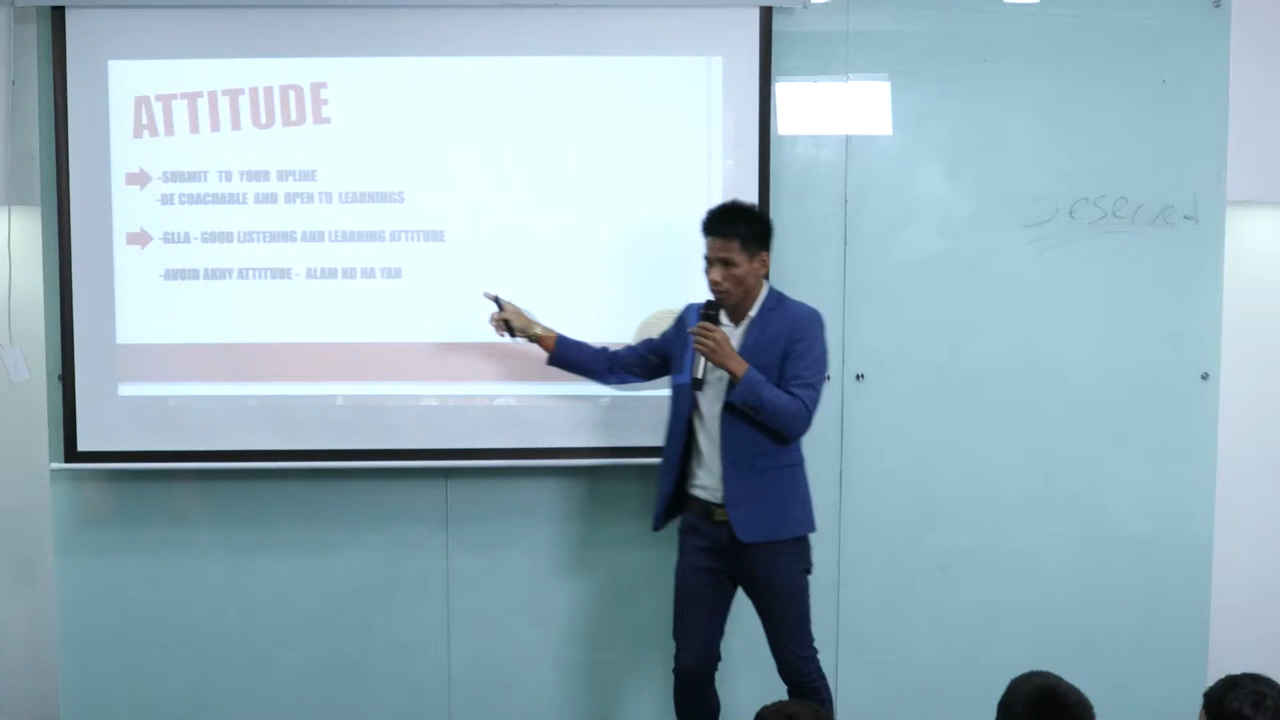 ATTITUDE
-SUBMIT TO YOUR UPLINE
-BE COACHABLE AND OPEN TO LEARNINGS
-GLLA - GOOD LISTENING AND LEARNING ATTITUDE
-AVOID AKNY ATTITUDE - ALAM KO NA YAN